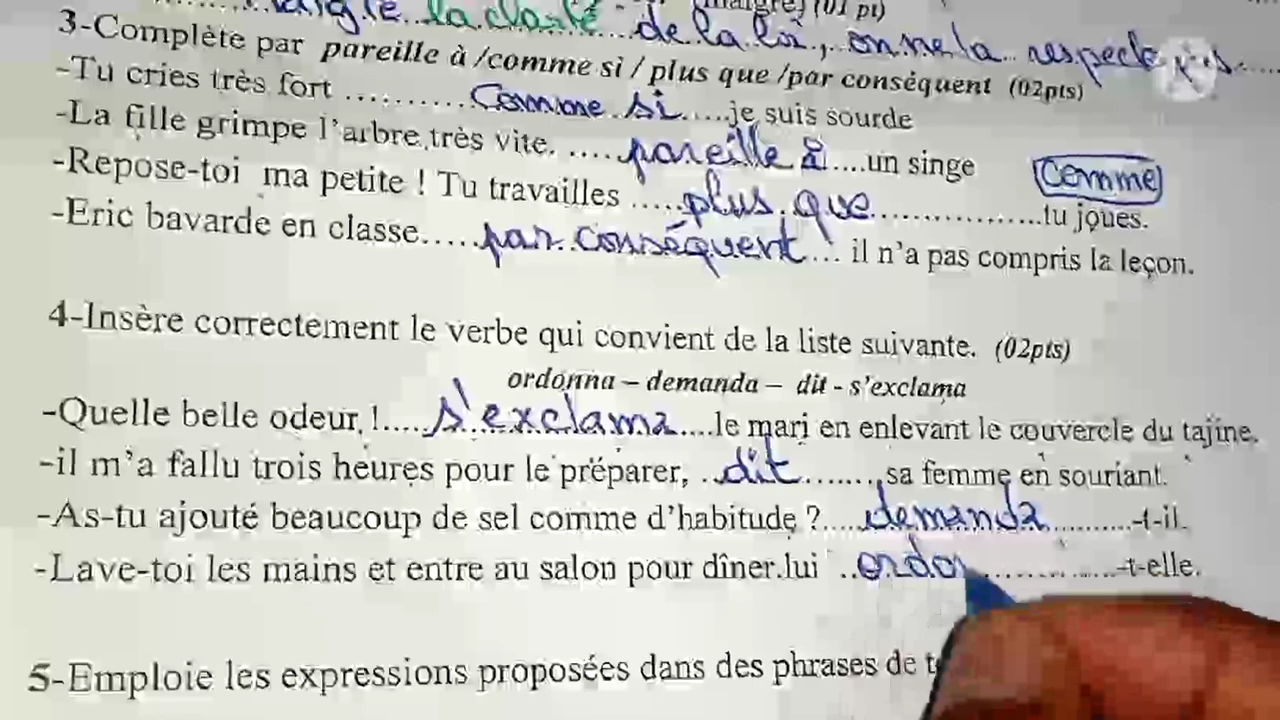 la clarté de la loi, on ne la respecte pas.
(01 pt)
3-Complète par pareille à /comme si / plus que /par conséquent (02pts)
-Tu cries très fort .......... Comme si .....je suis sourde
-La fille grimpe l'arbre très vite. .....pareille à....un singe
Comme
-Repose-toi ma petite ! Tu travailles .....plus que.................tu joues.
-Eric bavarde en classe.....par conséquent... il n'a pas compris la leçon.
4-Insère correctement le verbe qui convient de la liste suivante. (02pts)
ordonna – demanda – dit - s'exclama
-Quelle belle odeur !.....s'exclama....le mari en enlevant le couvercle du tajine.
-il m'a fallu trois heures pour le préparer, ..dit........sa femme en souriant.
-As-tu ajouté beaucoup de sel comme d'habitude ?....demanda..........-t-il.
-Lave-toi les mains et entre au salon pour dîner.lui ..ordon..............-t-elle.
5-Emploie les expressions proposées dans des phrases de